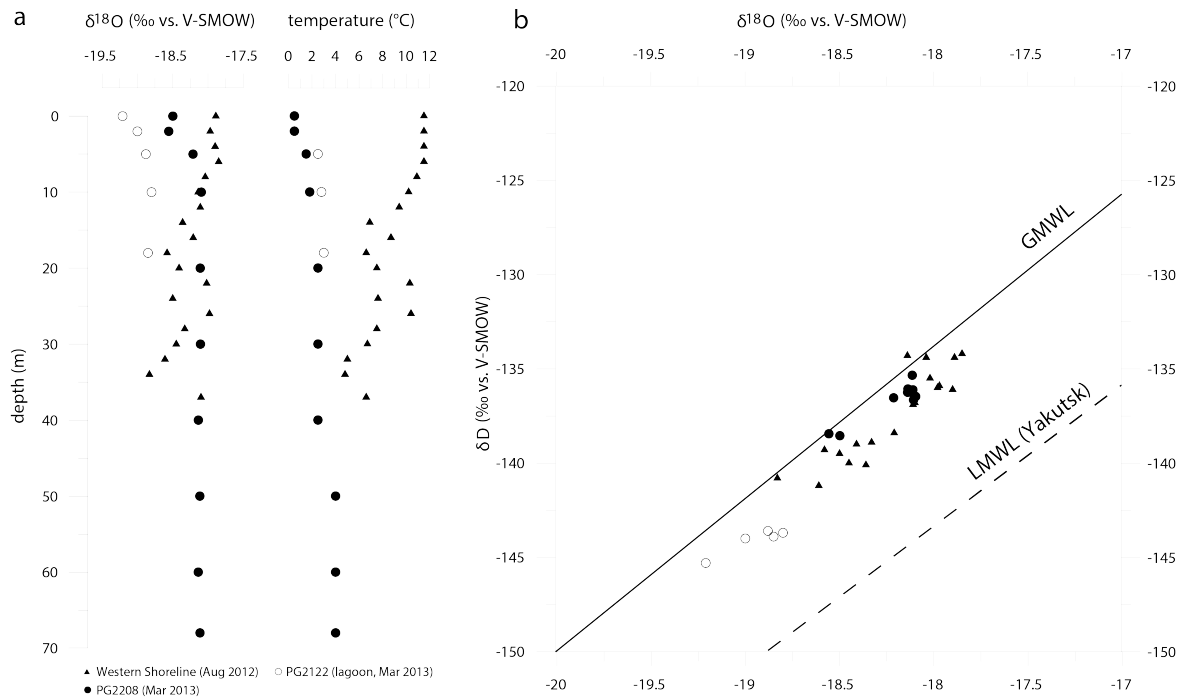 a
δ18O (‰ vs. V-SMOW)
temperature (°C)
-19.5 -18.5 -17.5
0 2 4 6 8 10 12
0
10
20
30
40
50
60
70
depth (m)
▲ Western Shoreline (Aug 2012) ○ PG2122 (lagoon, Mar 2013)
● PG2208 (Mar 2013)
b
δ18O (‰ vs. V-SMOW)
-20 -19.5 -19 -18.5 -18 -17.5 -17
-120 -120
-125 -125
-130 -130
-135 -135
-140 -140
-145 -145
-150 -150
δD (‰ vs. V-SMOW)
GMWL
LMWL (Yakutsk)
-20 -19.5 -19 -18.5 -18 -17.5 -17